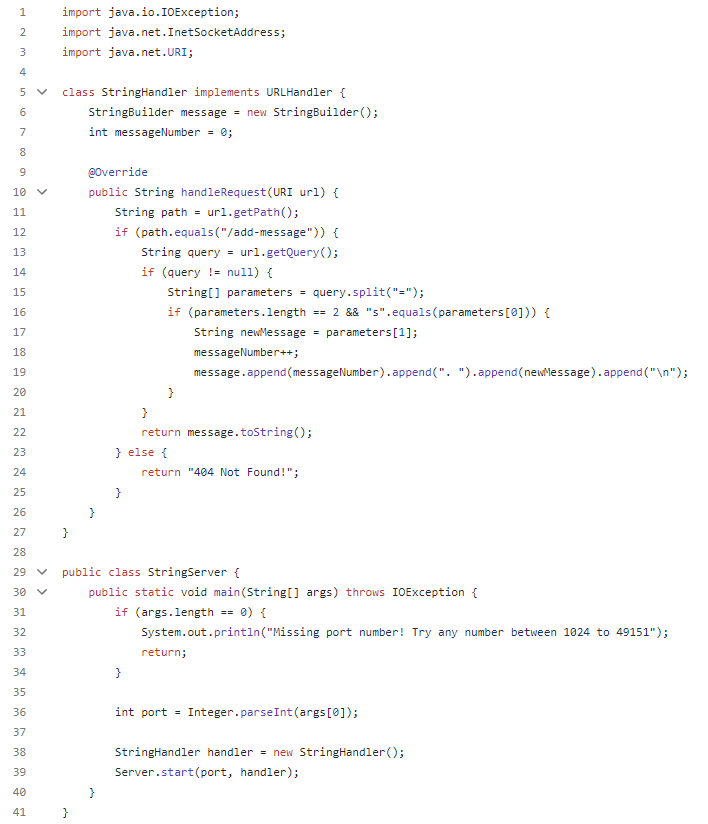 1 import java.io.IOException;
2 import java.net.InetSocketAddress;
3 import java.net.URI;
4
5 class StringHandler implements URLHandler {
6     StringBuilder message = new StringBuilder();
7     int messageNumber = 0;
8
9     @Override
10     public String handleRequest(URI url) {
11         String path = url.getPath();
12         if (path.equals("/add-message")) {
13             String query = url.getQuery();
14             if (query != null) {
15                 String[] parameters = query.split("=");
16                 if (parameters.length == 2 && "s".equals(parameters[0])) {
17                     String newMessage = parameters[1];
18                     messageNumber++;
19                     message.append(messageNumber).append(". ").append(newMessage).append("\n");
20                 }
21             }
22             return message.toString();
23         } else {
24             return "404 Not Found!";
25         }
26     }
27 }
28
29 public class StringServer {
30     public static void main(String[] args) throws IOException {
31         if (args.length == 0) {
32             System.out.println("Missing port number! Try any number between 1024 to 49151");
33             return;
34         }
35
36         int port = Integer.parseInt(args[0]);
37
38         StringHandler handler = new StringHandler();
39         Server.start(port, handler);
40     }
41 }